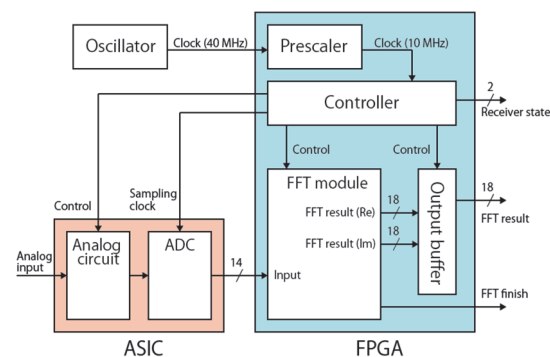 Oscillator
Clock (40 MHz)
Prescaler
Clock (10 MHz)
Controller
2
Receiver state
Control
Control
Control
Sampling
clock
FFT module
18
FFT result (Re)
18
FFT result (Im)
Output buffer
18
FFT result
Analog
input
Analog
circuit
ADC
14
Input
FFT finish
ASIC
FPGA